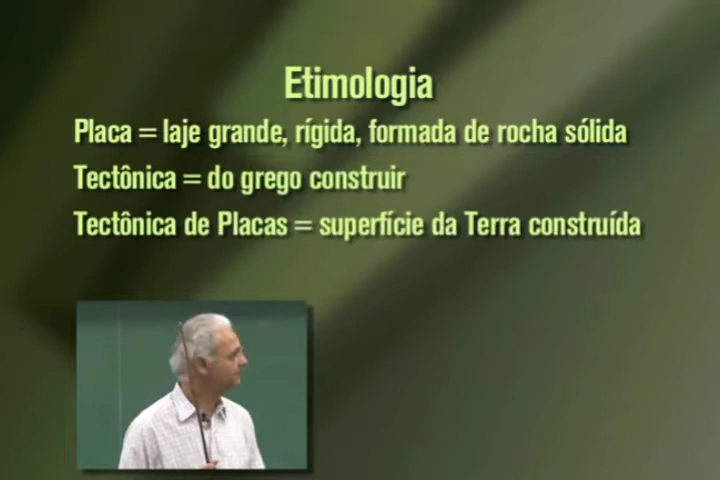 Etimologia
Placa = laje grande, rígida, formada de rocha sólida
Tectônica = do grego construir
Tectônica de Placas = superfície da Terra construída